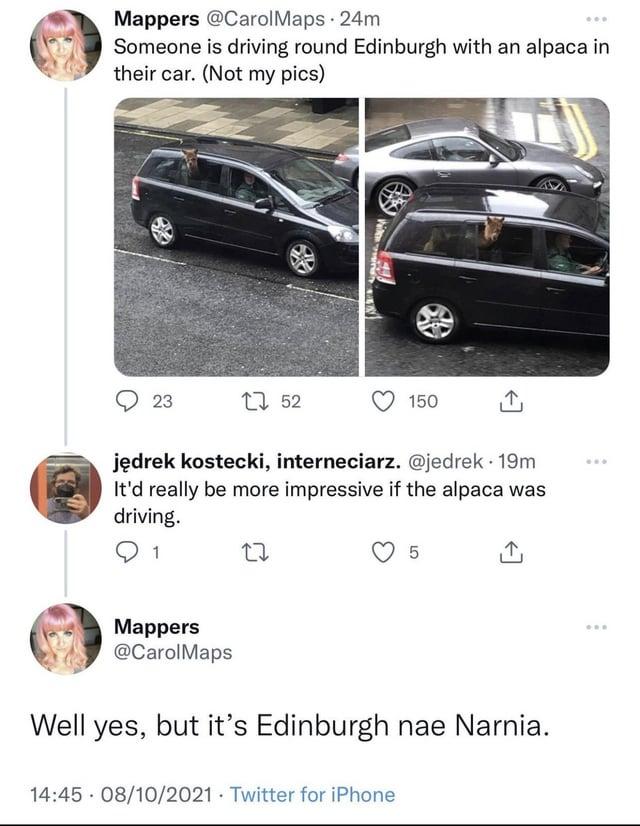 Mappers @CarolMaps · 24m
Someone is driving round Edinburgh with an alpaca in
their car. (Not my pics)
23 52 150
jędrek kostecki, interneciarz. @jedrek · 19m
It'd really be more impressive if the alpaca was
driving.
1 5
Mappers
@CarolMaps
Well yes, but it’s Edinburgh nae Narnia.
14:45 · 08/10/2021 · Twitter for iPhone